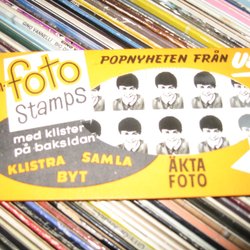 foto
stamps
POPNYHETEN FRÅN
med klister
på baksidan
KLISTRA SAMLA
BYT
ÄKTA
FOTO